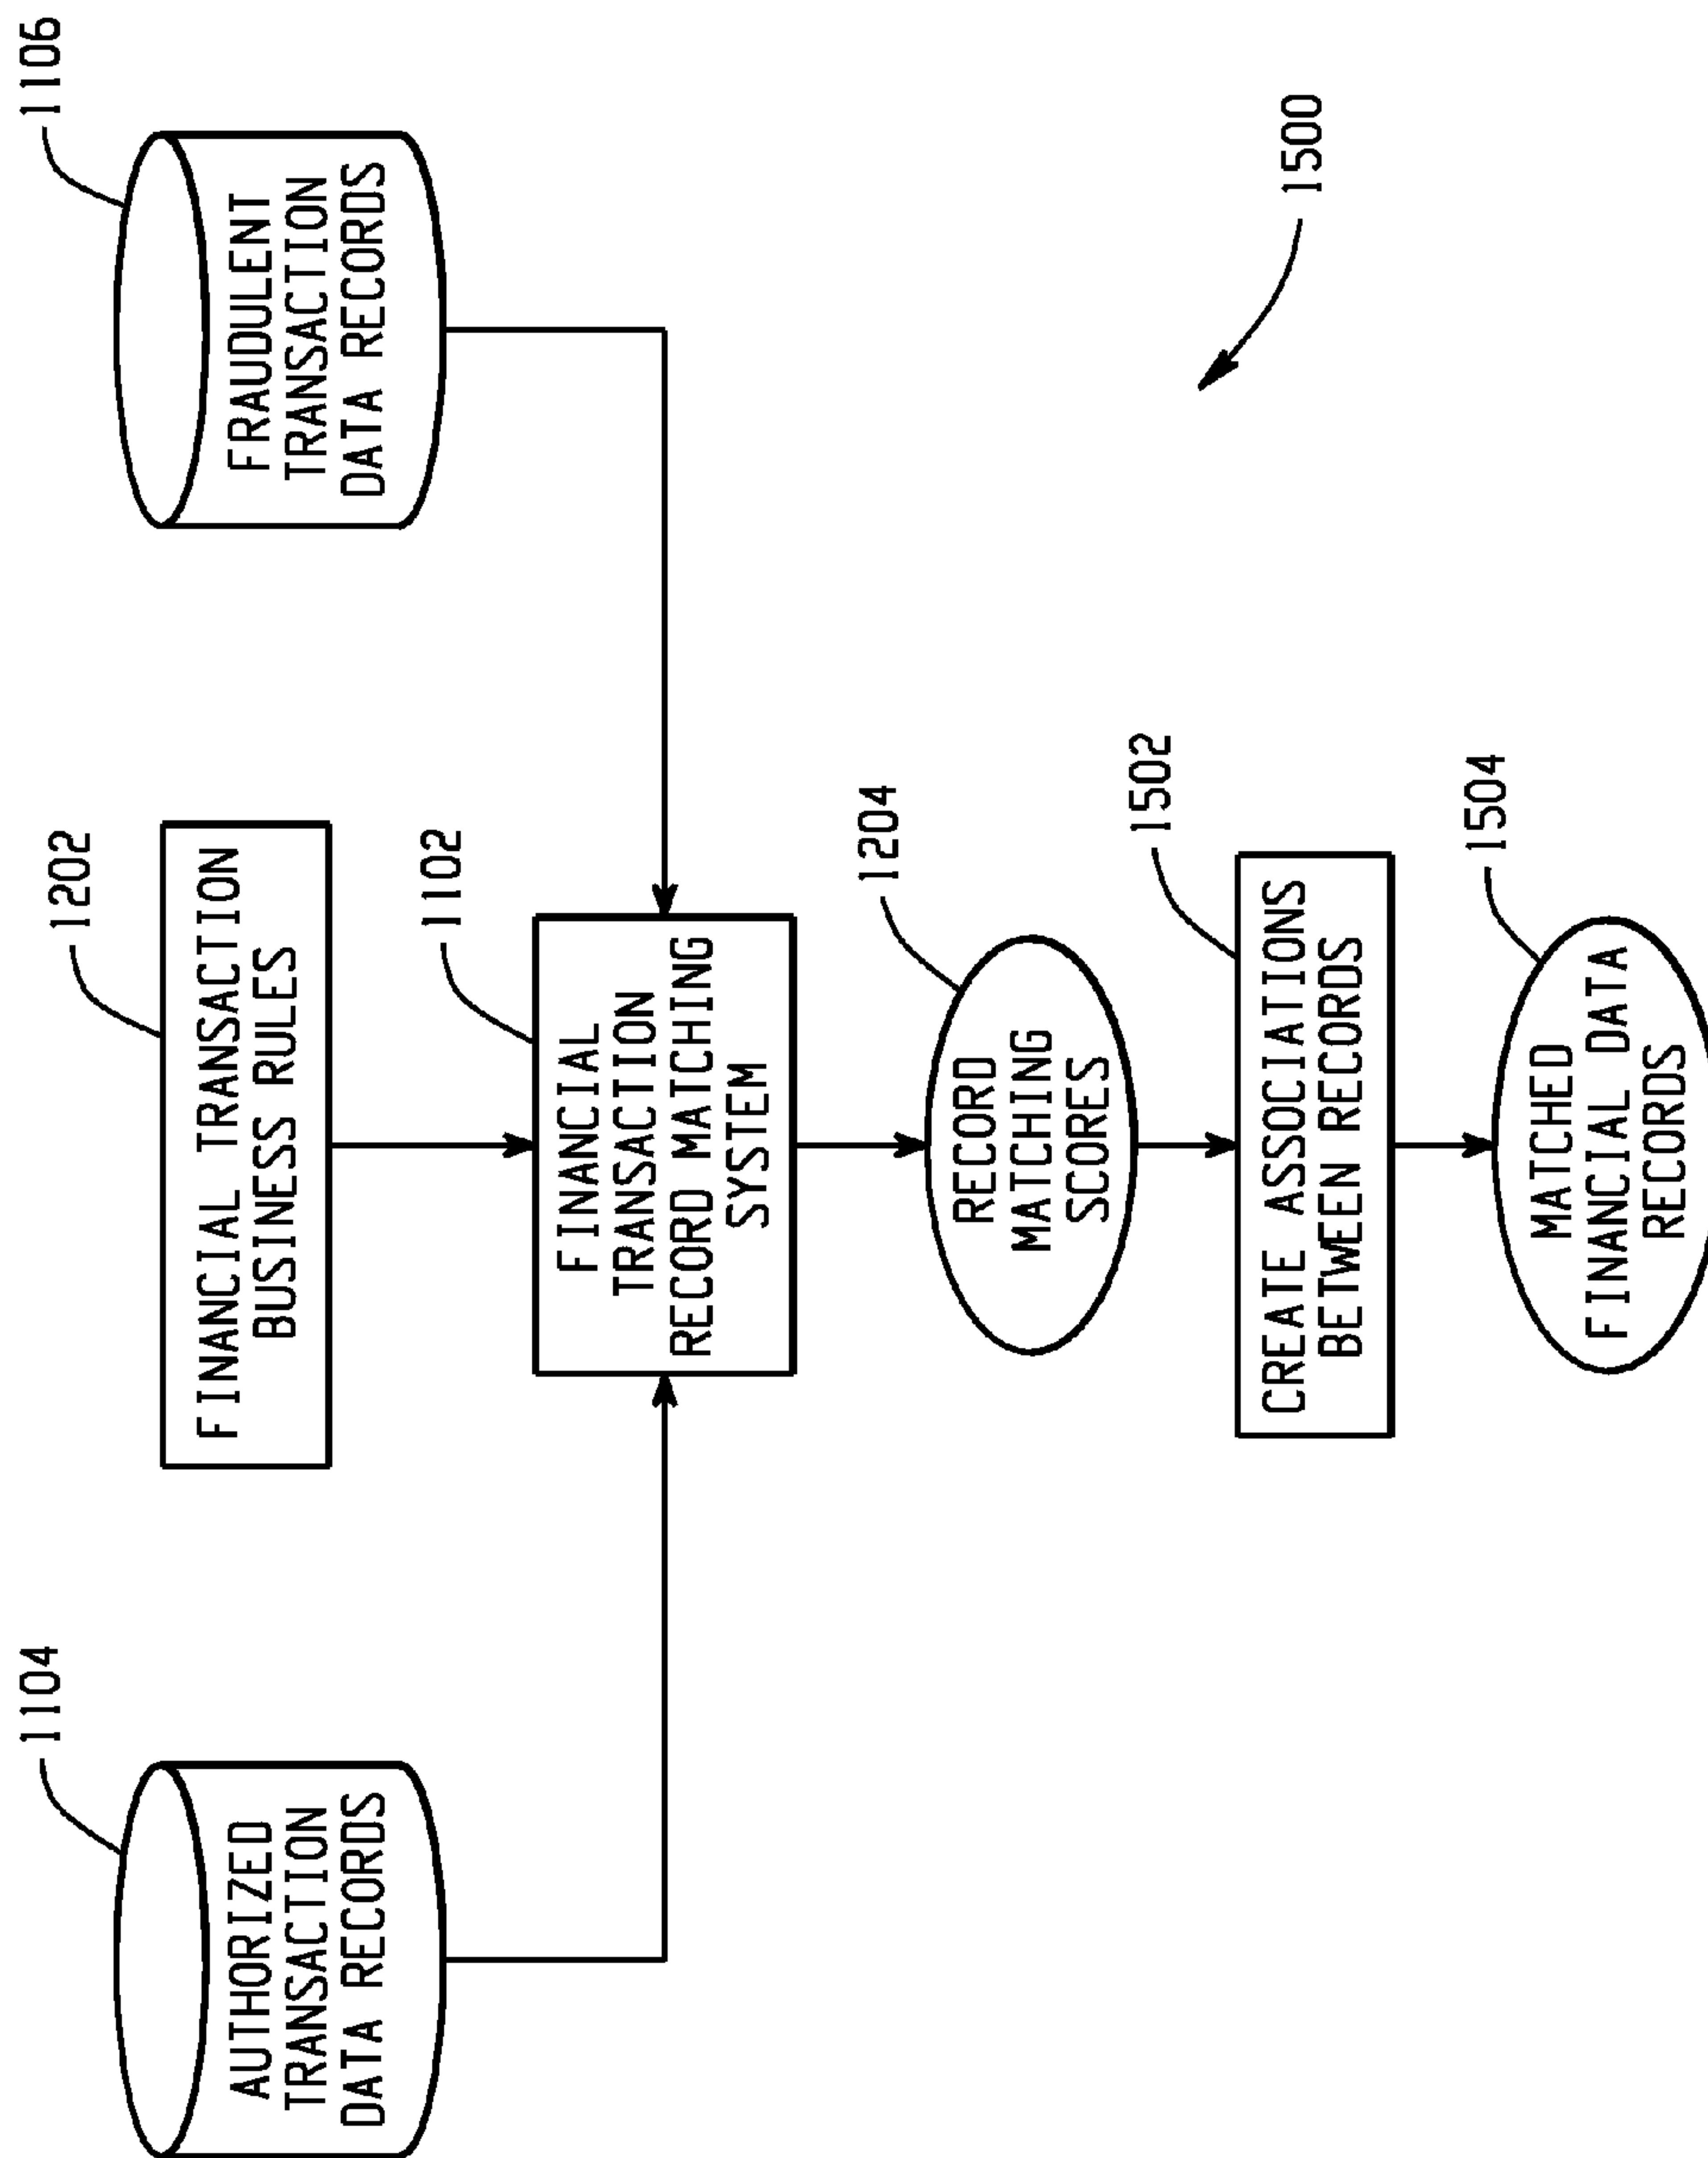 1104
AUTHORIZED
TRANSACTION
DATA RECORDS
1202
FINANCIAL TRANSACTION
BUSINESS RULES
1106
FRAUDULENT
TRANSACTION
DATA RECORDS
1102
FINANCIAL
TRANSACTION
RECORD MATCHING
SYSTEM
1204
RECORD
MATCHING
SCORES
1502
CREATE ASSOCIATIONS
BETWEEN RECORDS
1504
MATCHED
FINANCIAL DATA
RECORDS
1500